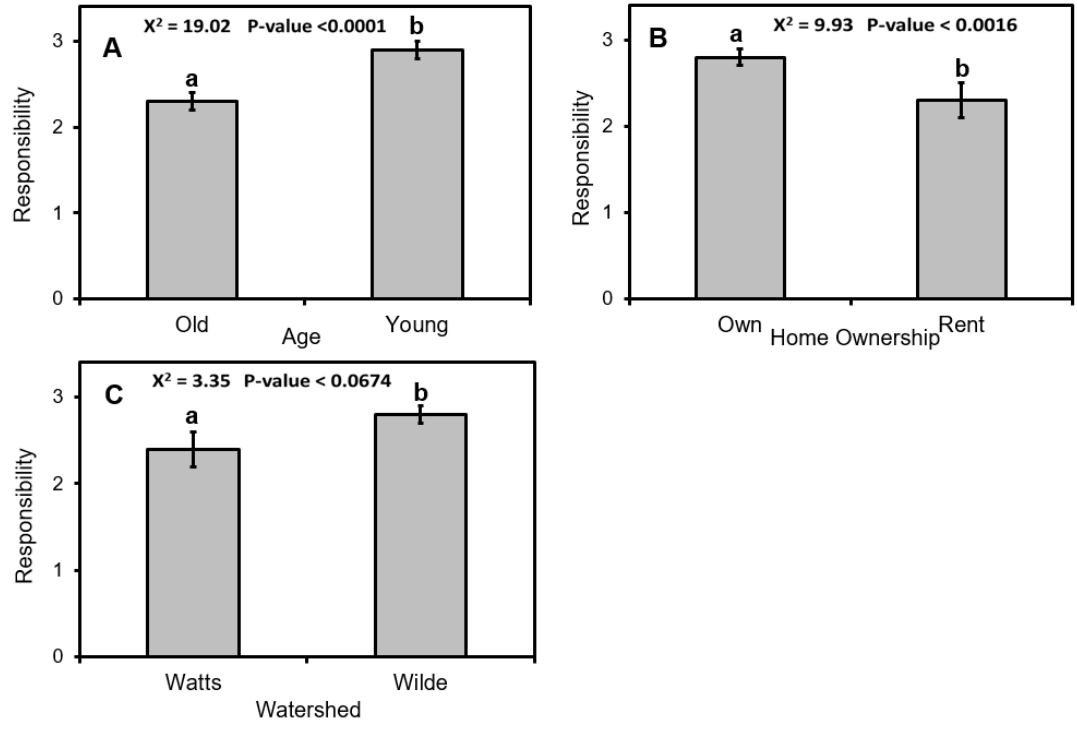 X² = 19.02 P-value <0.0001
A
b
a
3
2
1
0
Responsibility
Old
Young
Age
X² = 9.93 P-value < 0.0016
B
a
b
3
2
1
0
Responsibility
Own
Rent
Home Ownership
X² = 3.35 P-value < 0.0674
C
b
a
3
2
1
0
Responsibility
Watts
Wilde
Watershed